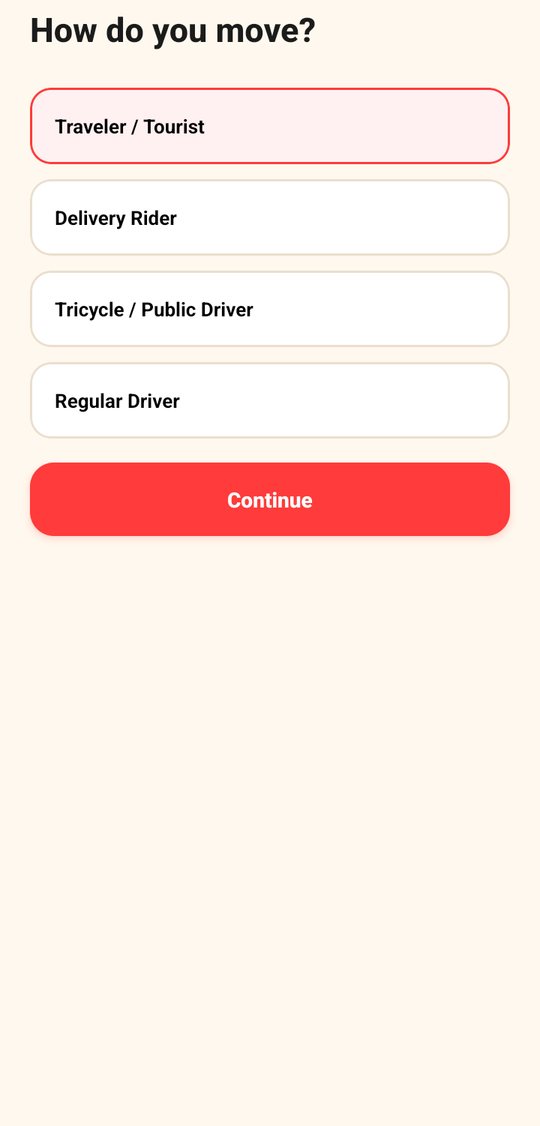 How do you move?
Traveler / Tourist
Delivery Rider
Tricycle / Public Driver
Regular Driver
Continue